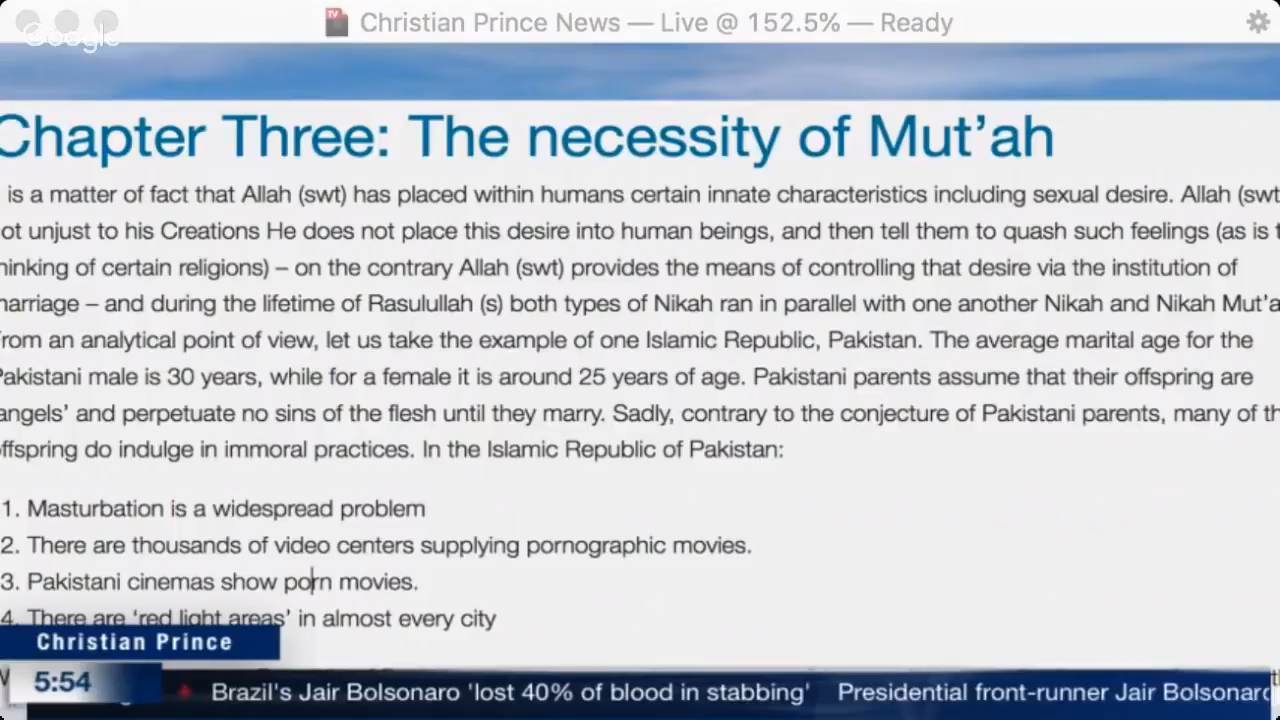 Google
Christian Prince News — Live @ 152.5% — Ready
Chapter Three: The necessity of Mut'ah
is a matter of fact that Allah (swt) has placed within humans certain innate characteristics including sexual desire. Allah (swt
ot unjust to his Creations He does not place this desire into human beings, and then tell them to quash such feelings (as is t
hinking of certain religions) – on the contrary Allah (swt) provides the means of controlling that desire via the institution of
narriage – and during the lifetime of Rasulullah (s) both types of Nikah ran in parallel with one another Nikah and Nikah Mut'a
From an analytical point of view, let us take the example of one Islamic Republic, Pakistan. The average marital age for the
Pakistani male is 30 years, while for a female it is around 25 years of age. Pakistani parents assume that their offspring are
angels' and perpetuate no sins of the flesh until they marry. Sadly, contrary to the conjecture of Pakistani parents, many of th
offspring do indulge in immoral practices. In the Islamic Republic of Pakistan:
1. Masturbation is a widespread problem
2. There are thousands of video centers supplying pornographic movies.
3. Pakistani cinemas show porn movies.
4. There are 'red light areas' in almost every city
Christian Prince
5:54
Brazil's Jair Bolsonaro 'lost 40% of blood in stabbing' Presidential front-runner Jair Bolsonaro